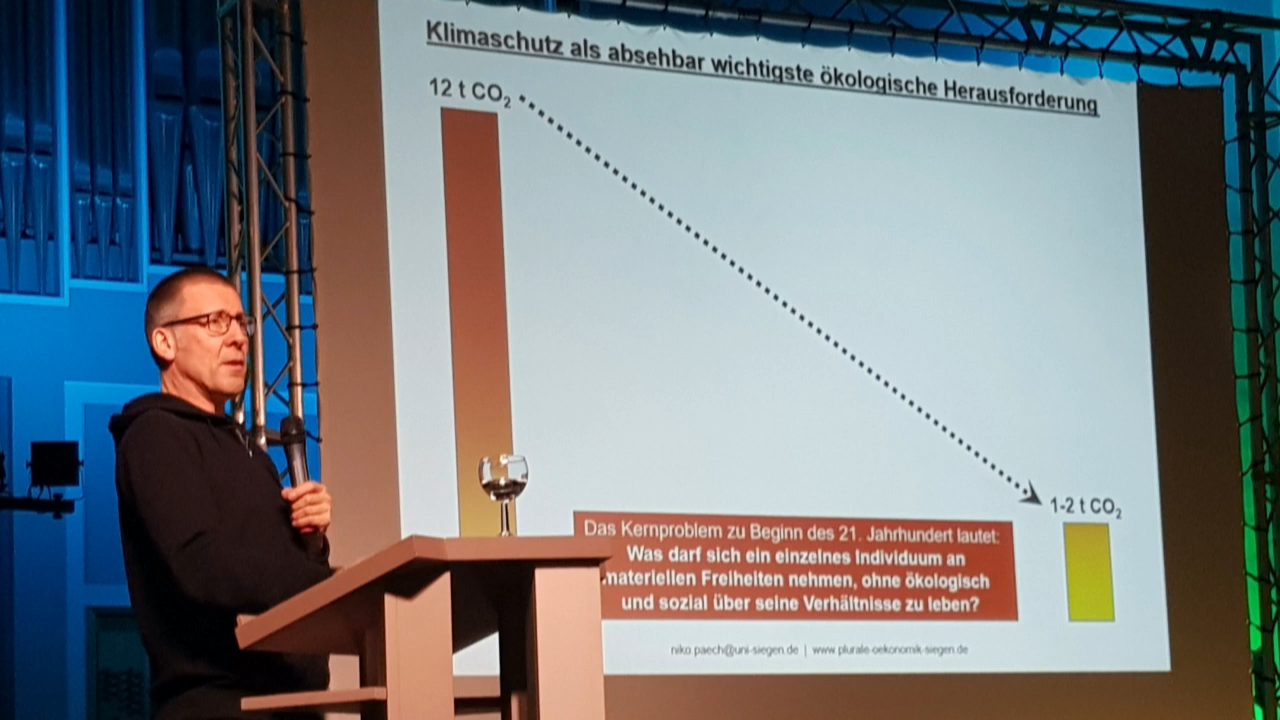 Klimaschutz als absehbar wichtigste ökologische Herausforderung
12 t CO₂
1-2 t CO₂
Das Kernproblem zu Beginn des 21. Jahrhundert lautet:
Was darf sich ein einzelnes Individuum an
materiellen Freiheiten nehmen, ohne ökologisch
und sozial über seine Verhältnisse zu leben?
niko.paech@uni-siegen.de | www.plurale-oekonomik-siegen.de